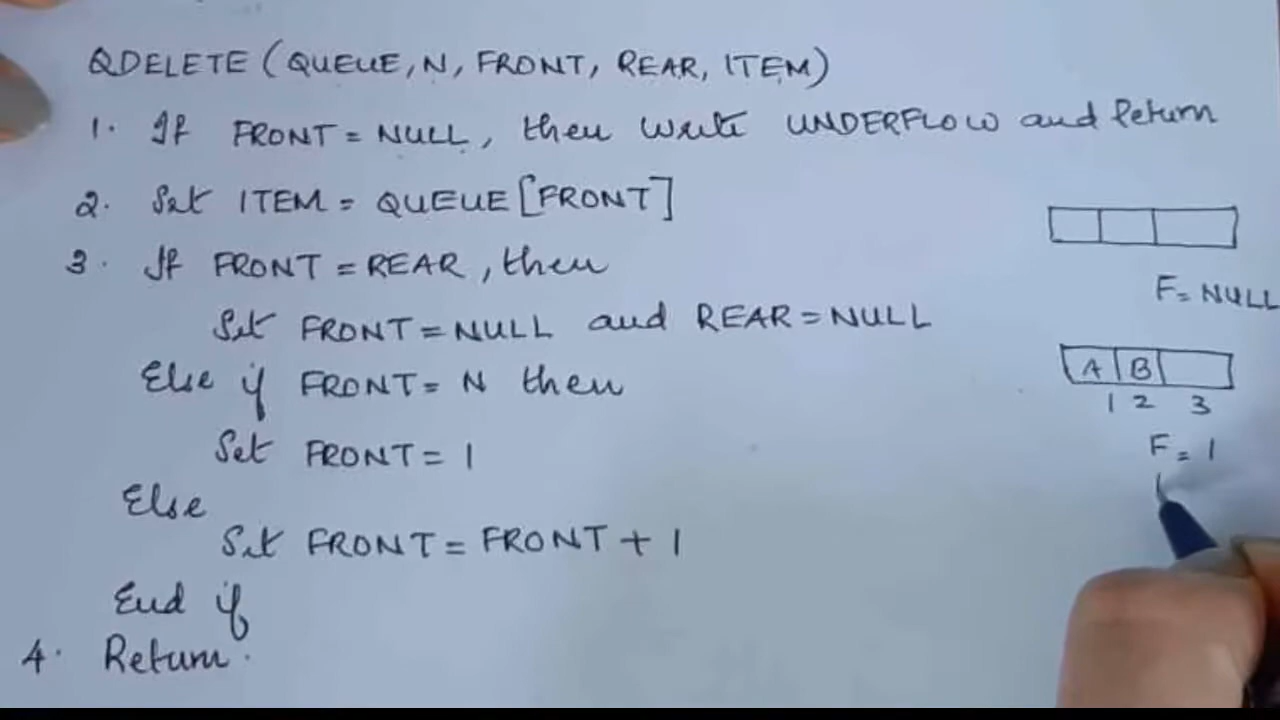 QDELETE (QUEUE, N, FRONT, REAR, ITEM)
1. If FRONT = NULL, then Write UNDERFLOW and Return
2. Set ITEM = QUEUE [FRONT]
3. If FRONT = REAR, then
Set FRONT = NULL and REAR = NULL
Else if FRONT = N then
Set FRONT = 1
Else
Set FRONT = FRONT + 1
End if
4. Return.
F = NULL
A B
1 2 3
F = 1